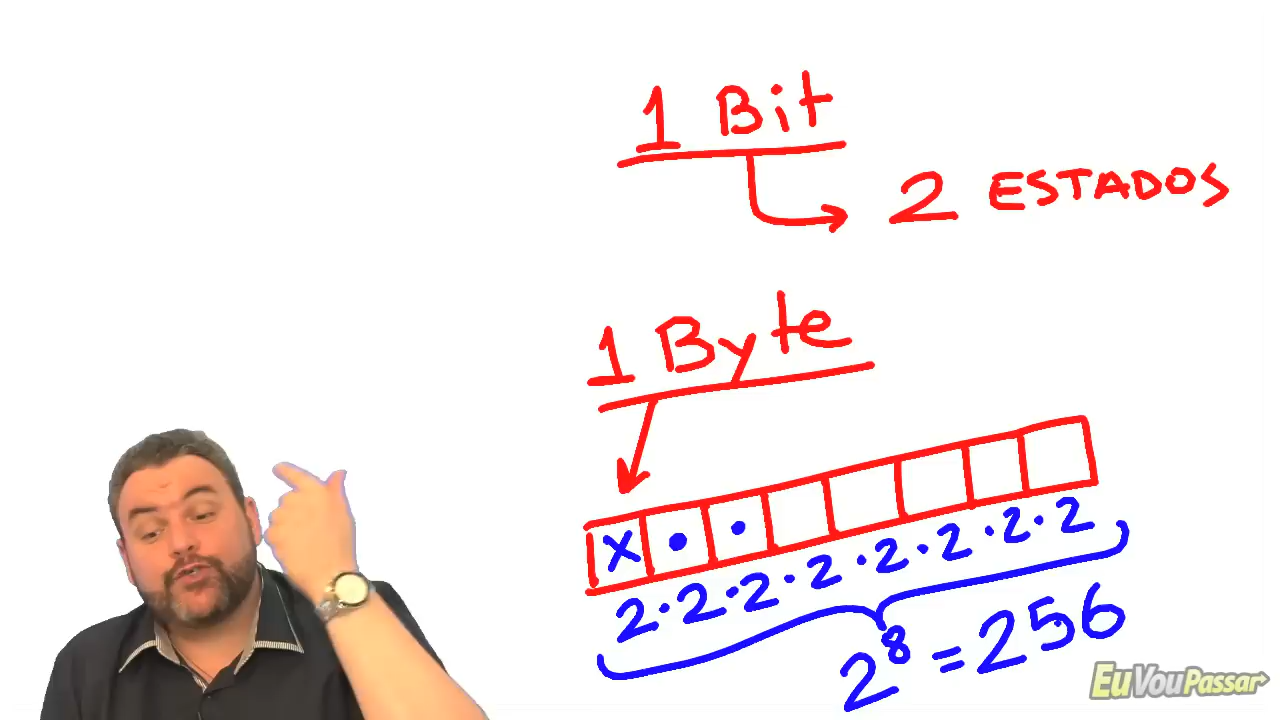 1 Bit
2 ESTADOS
1 Byte
X
2·2·2·2·2·2·2·2
2⁸ = 256
EuVouPassar